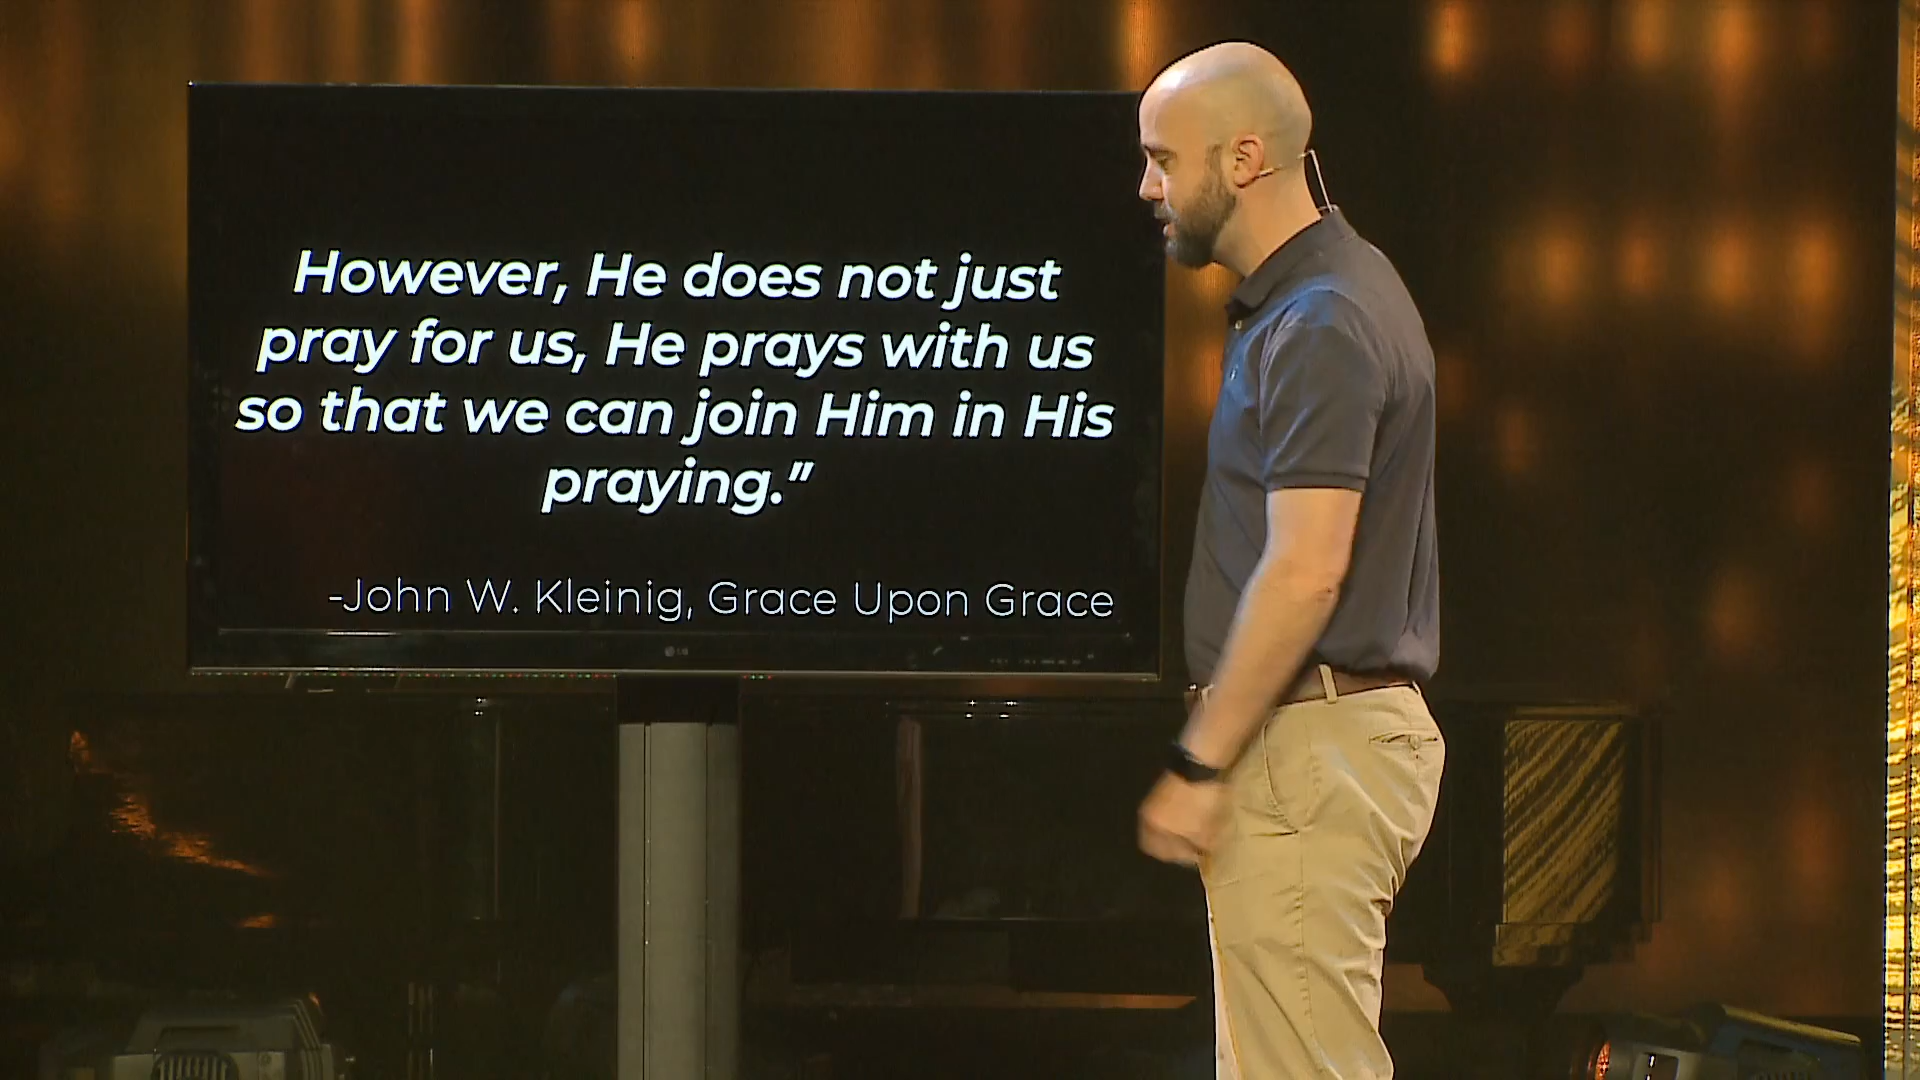 However, He does not just
pray for us, He prays with us
so that we can join Him in His
praying.”
-John W. Kleinig, Grace Upon Grace
LG